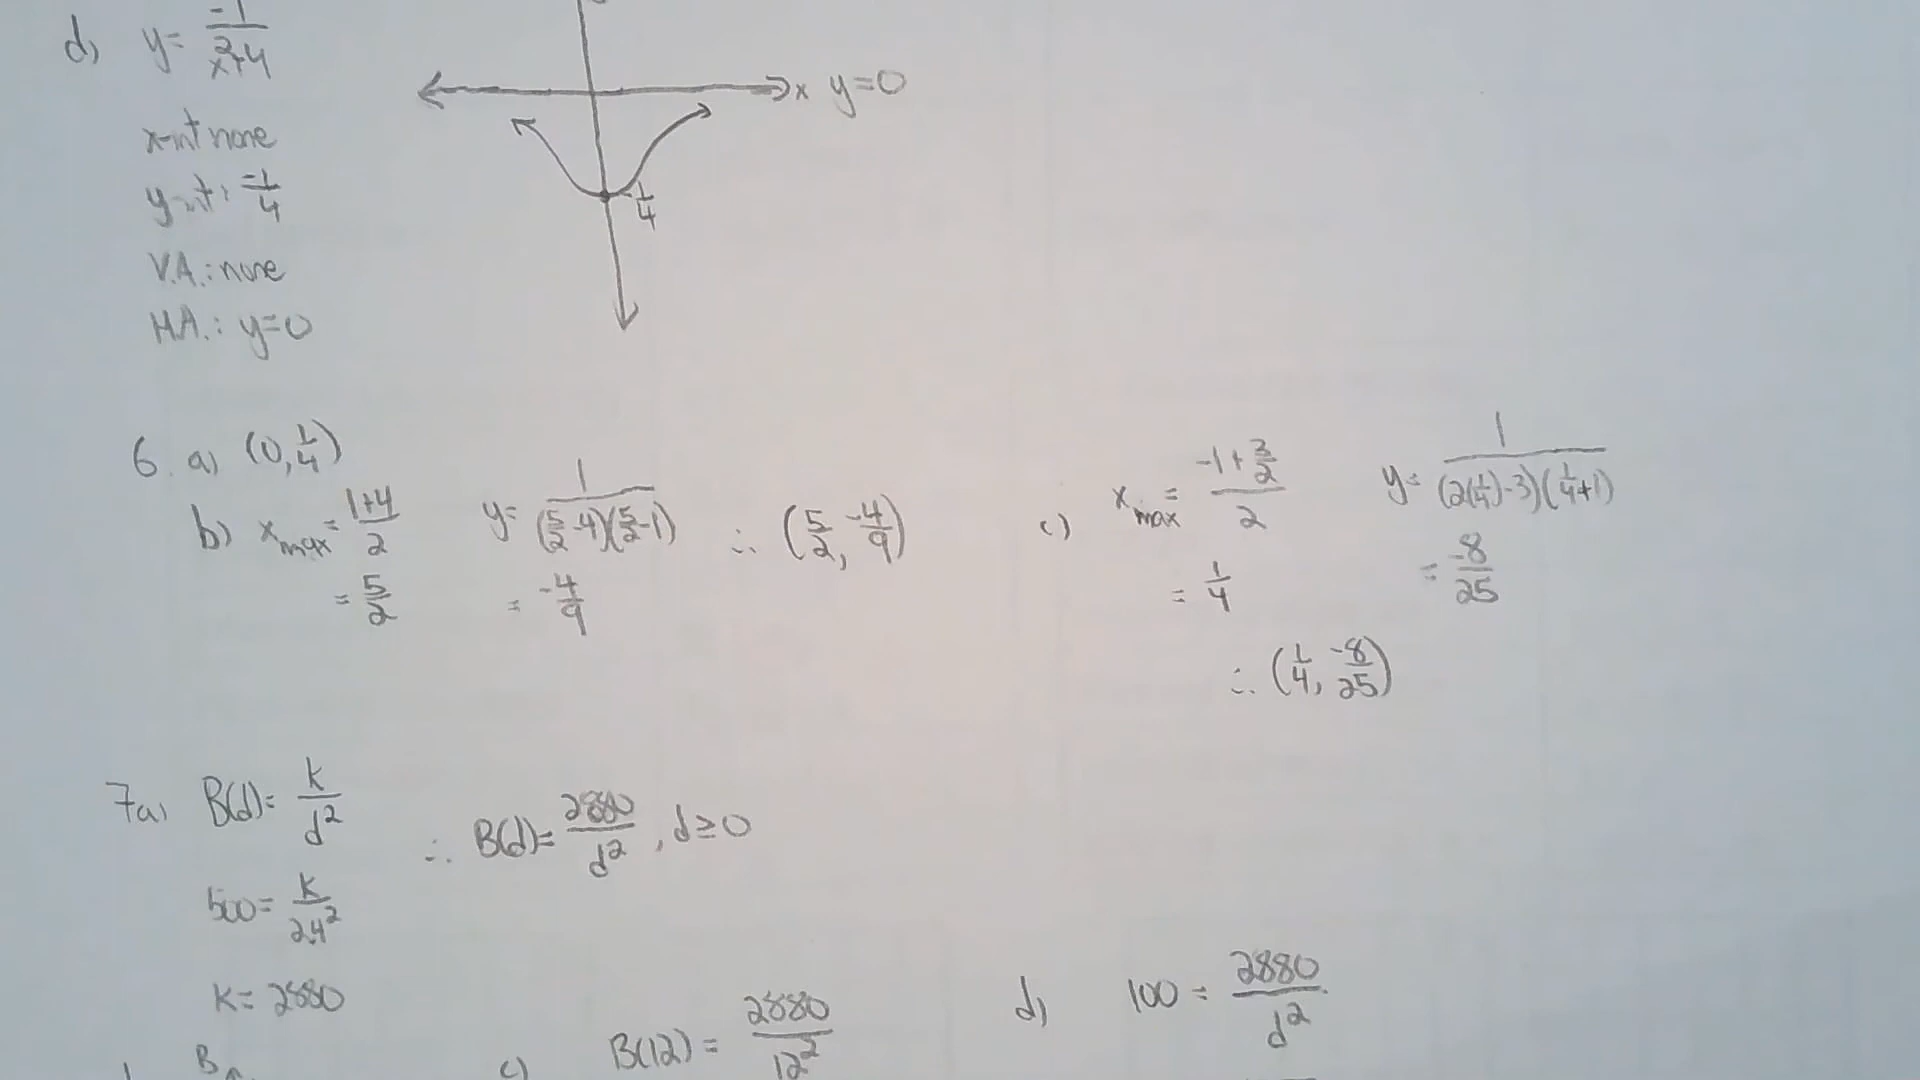 d) y = -1/(x²+4)
x y=0
x-int none
y-int: -1/4
-1/4
V.A.: none
H.A.: y=0
6. a) (0, 1/4)
b) x max = (1+4)/2
= 5/2
y = 1/((5/2-4)(5/2-1))
= -4/9
∴ (5/2, -4/9)
c) x max = (-1+3/2)/2
= 1/4
y = 1/((2(1/4)-3)(1/4+1))
= -8/25
∴ (1/4, -8/25)
7a) B(d) = k/d²
500 = k/2.4²
k = 2880
∴ B(d) = 2880/d², d≥0
B
c) B(12) = 2880/12²
d) 100 = 2880/d²